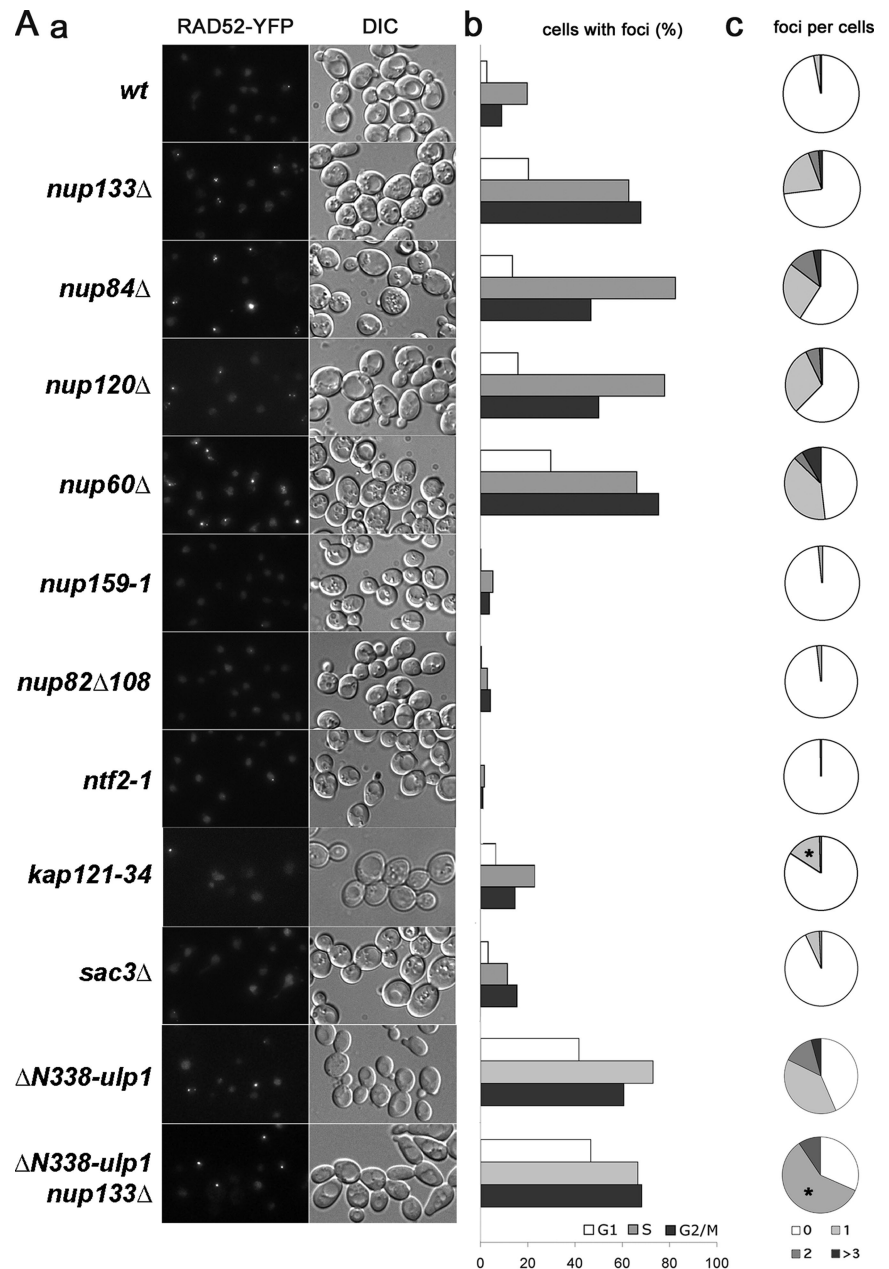 A a RAD52-YFP DIC b cells with foci (%) c foci per cells
wt
nup133Δ
nup84Δ
nup120Δ
nup60Δ
nup159-1
nup82Δ108
ntf2-1
kap121-34
*
sac3Δ
ΔN338-ulp1
ΔN338-ulp1
nup133Δ
*
G1 S G2/M
0 20 40 60 80 100
0 1
2 >3